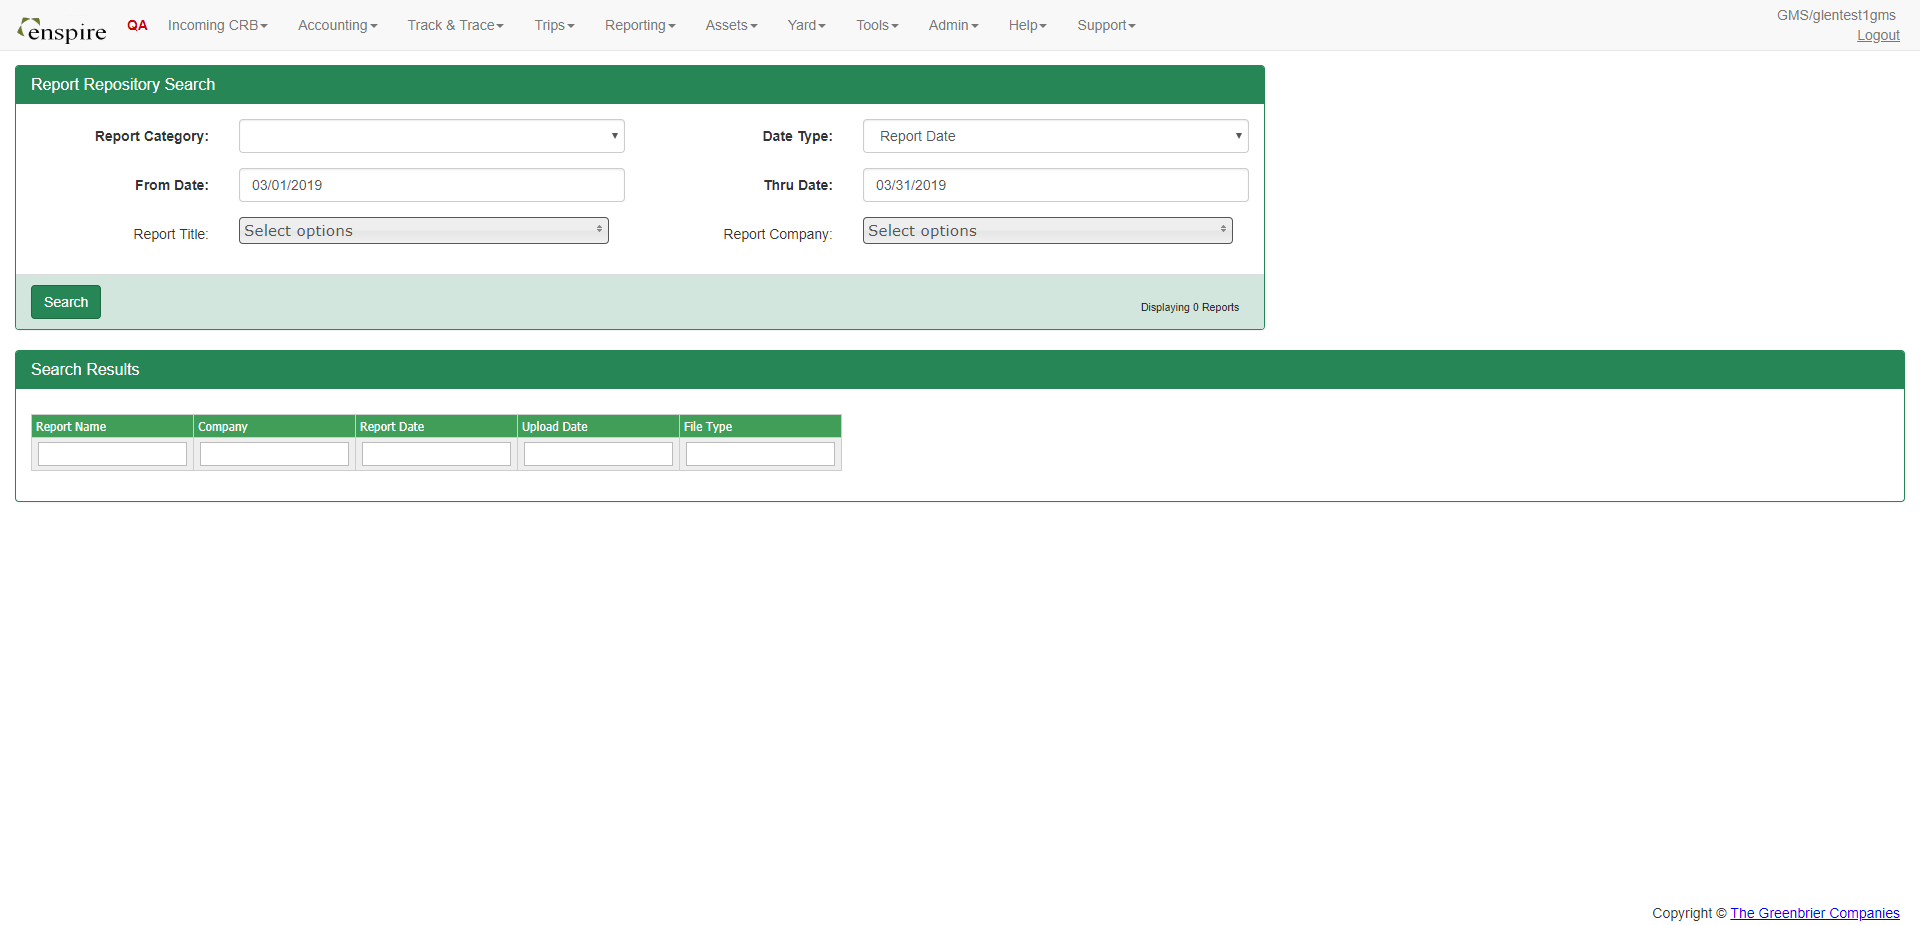 enspire QA Incoming CRB Accounting Track & Trace Trips Reporting Assets Yard Tools Admin Help Support GMS/glentest1gms
Logout
Report Repository Search
Report Category: Date Type: Report Date
From Date: 03/01/2019 Thru Date: 03/31/2019
Report Title: Select options Report Company: Select options
Search Displaying 0 Reports
Search Results
Report Name Company Report Date Upload Date File Type
Copyright © The Greenbrier Companies